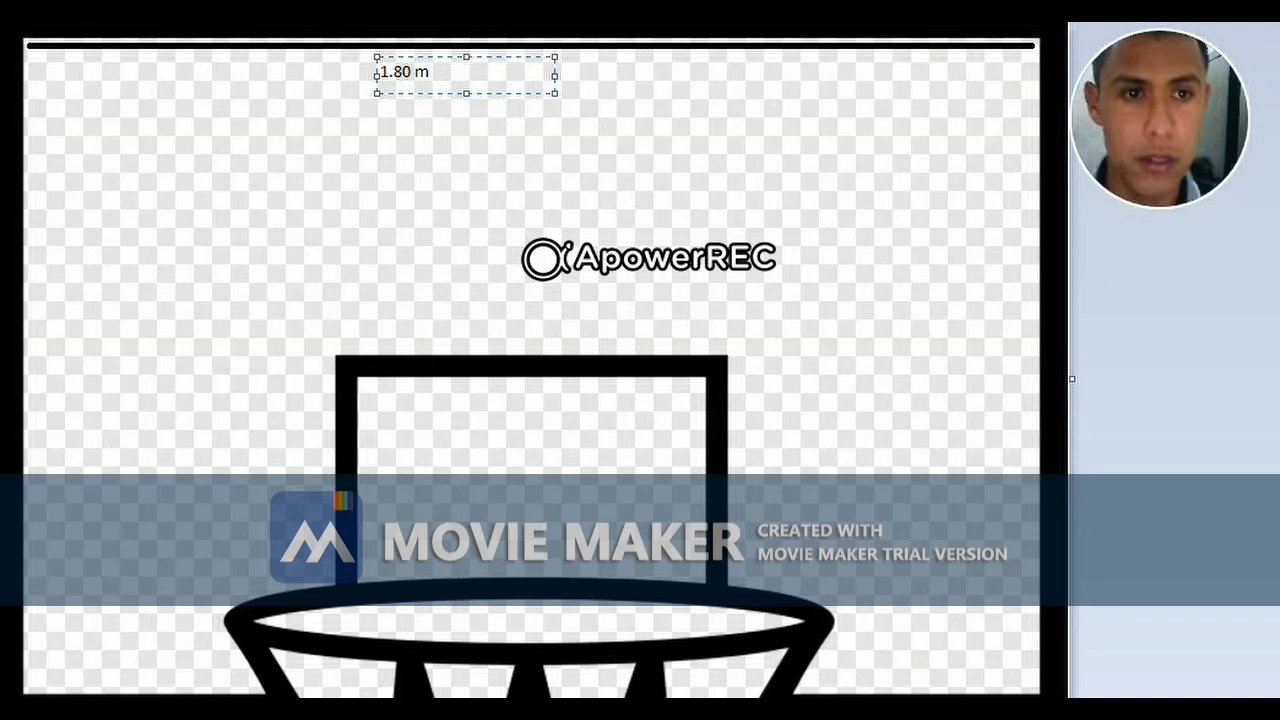 1.80 m
ApowerREC
MOVIE MAKER
CREATED WITH
MOVIE MAKER TRIAL VERSION